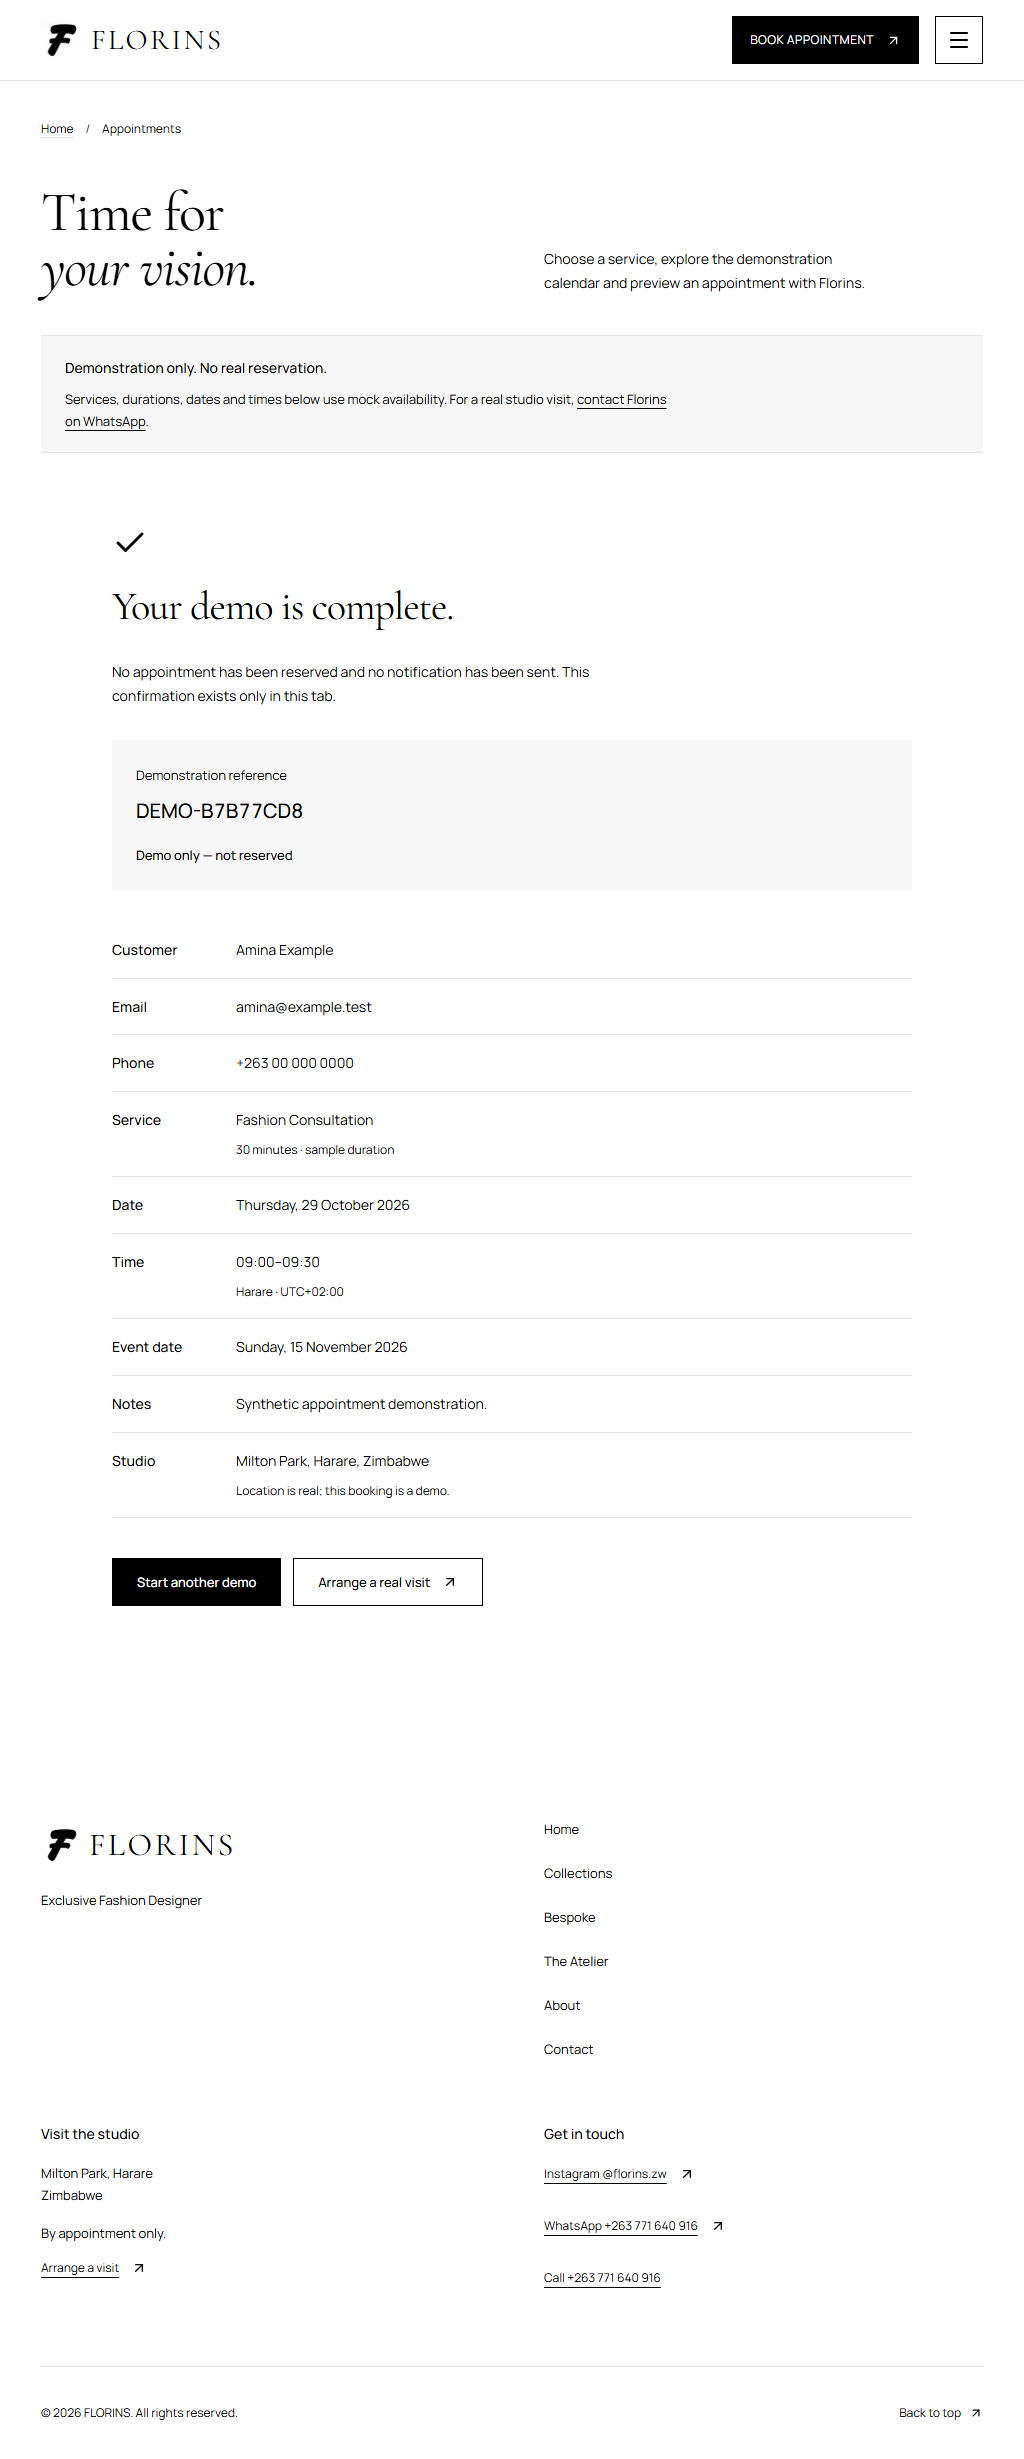 F FLORINS
BOOK APPOINTMENT
Home / Appointments
Time for
your vision.
Choose a service, explore the demonstration
calendar and preview an appointment with Florins.
Demonstration only. No real reservation.
Services, durations, dates and times below use mock availability. For a real studio visit, contact Florins
on WhatsApp.
Your demo is complete.
No appointment has been reserved and no notification has been sent. This
confirmation exists only in this tab.
Demonstration reference
DEMO-B7B77CD8
Demo only — not reserved
Customer Amina Example
Email amina@example.test
Phone +263 00 000 0000
Service Fashion Consultation
30 minutes · sample duration
Date Thursday, 29 October 2026
Time 09:00–09:30
Harare · UTC+02:00
Event date Sunday, 15 November 2026
Notes Synthetic appointment demonstration.
Studio Milton Park, Harare, Zimbabwe
Location is real; this booking is a demo.
Start another demo
Arrange a real visit
F FLORINS
Exclusive Fashion Designer
Home
Collections
Bespoke
The Atelier
About
Contact
Visit the studio
Milton Park, Harare
Zimbabwe
By appointment only.
Arrange a visit
Get in touch
Instagram @florins.zw
WhatsApp +263 771 640 916
Call +263 771 640 916
© 2026 FLORINS. All rights reserved.
Back to top